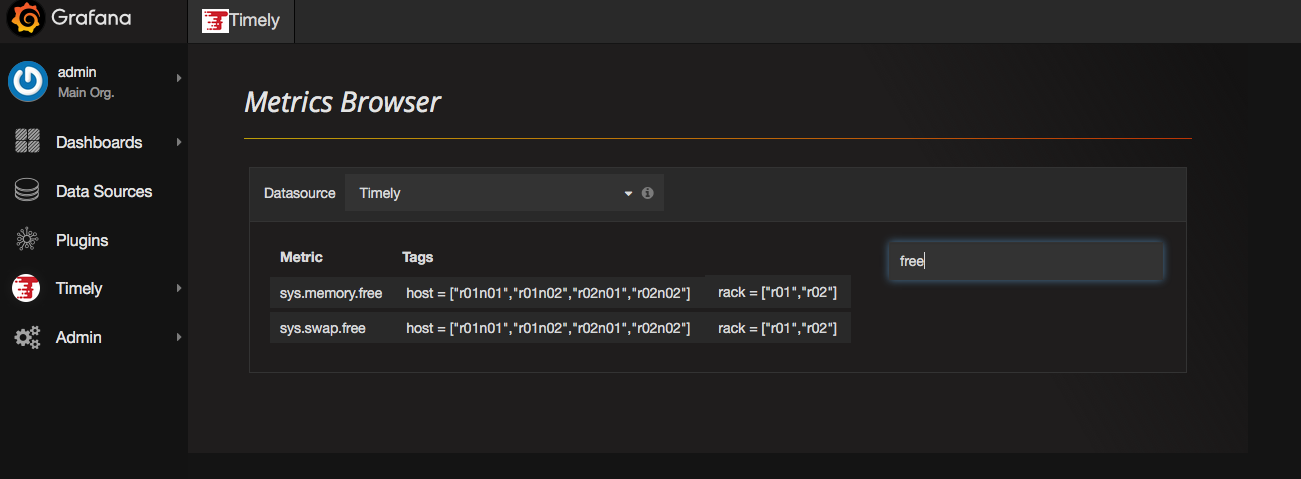 Grafana
Timely
admin
Main Org.
Dashboards
Data Sources
Plugins
Timely
Admin
Metrics Browser
Datasource Timely
free
Metric Tags
sys.memory.free host = ["r01n01","r01n02","r02n01","r02n02"] rack = ["r01","r02"]
sys.swap.free host = ["r01n01","r01n02","r02n01","r02n02"] rack = ["r01","r02"]